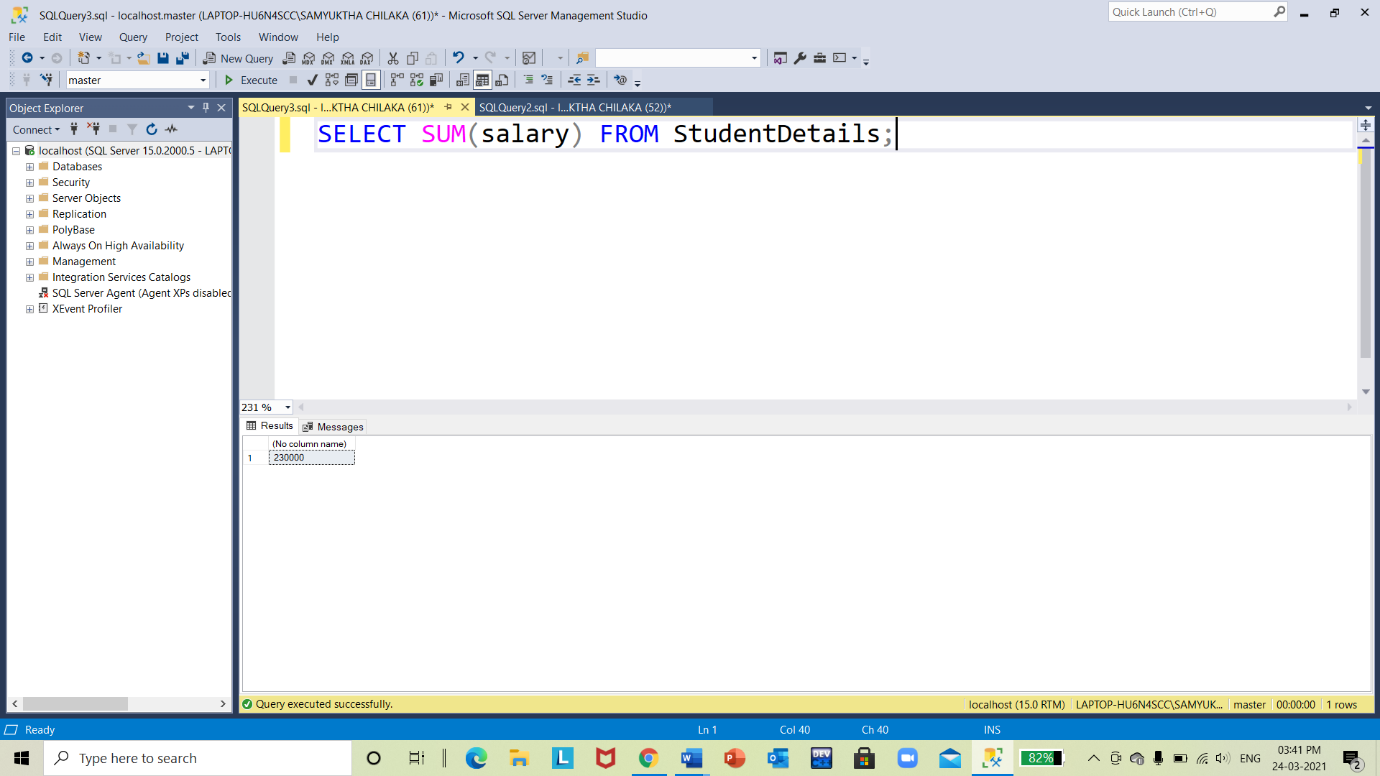 SQLQuery3.sql - localhost.master (LAPTOP-HU6N4SCC\SAMYUKTHA CHILAKA (61))* - Microsoft SQL Server Management Studio
Quick Launch (Ctrl+Q)
File Edit View Query Project Tools Window Help
New Query
master Execute
Object Explorer
SQLQuery3.sql - l...KTHA CHILAKA (61))* SQLQuery2.sql - l...KTHA CHILAKA (52))*
Connect
SELECT SUM(salary) FROM StudentDetails;
localhost (SQL Server 15.0.2000.5 - LAPT
Databases
Security
Server Objects
Replication
PolyBase
Always On High Availability
Management
Integration Services Catalogs
SQL Server Agent (Agent XPs disabled
XEvent Profiler
231 %
Results Messages
(No column name)
1 230000
Query executed successfully. localhost (15.0 RTM) LAPTOP-HU6N4SCC\SAMYUK... master 00:00:00 1 rows
Ready Ln 1 Col 40 Ch 40 INS
Type here to search 82% ENG 03:41 PM
24-03-2021 2